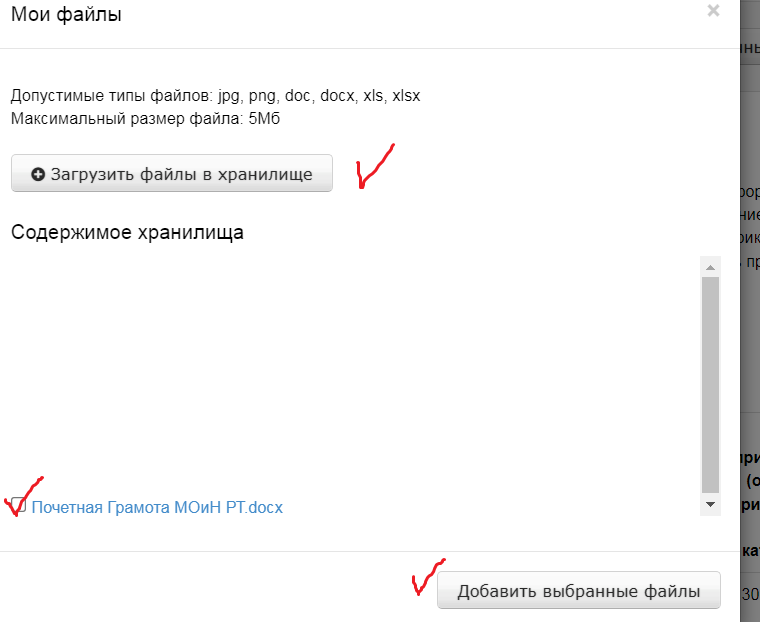 Мои файлы
Допустимые типы файлов: jpg, png, doc, docx, xls, xlsx
Максимальный размер файла: 5Мб
Загрузить файлы в хранилище
Содержимое хранилища
Почетная Грамота МОиН РТ.docx
Добавить выбранные файлы
30